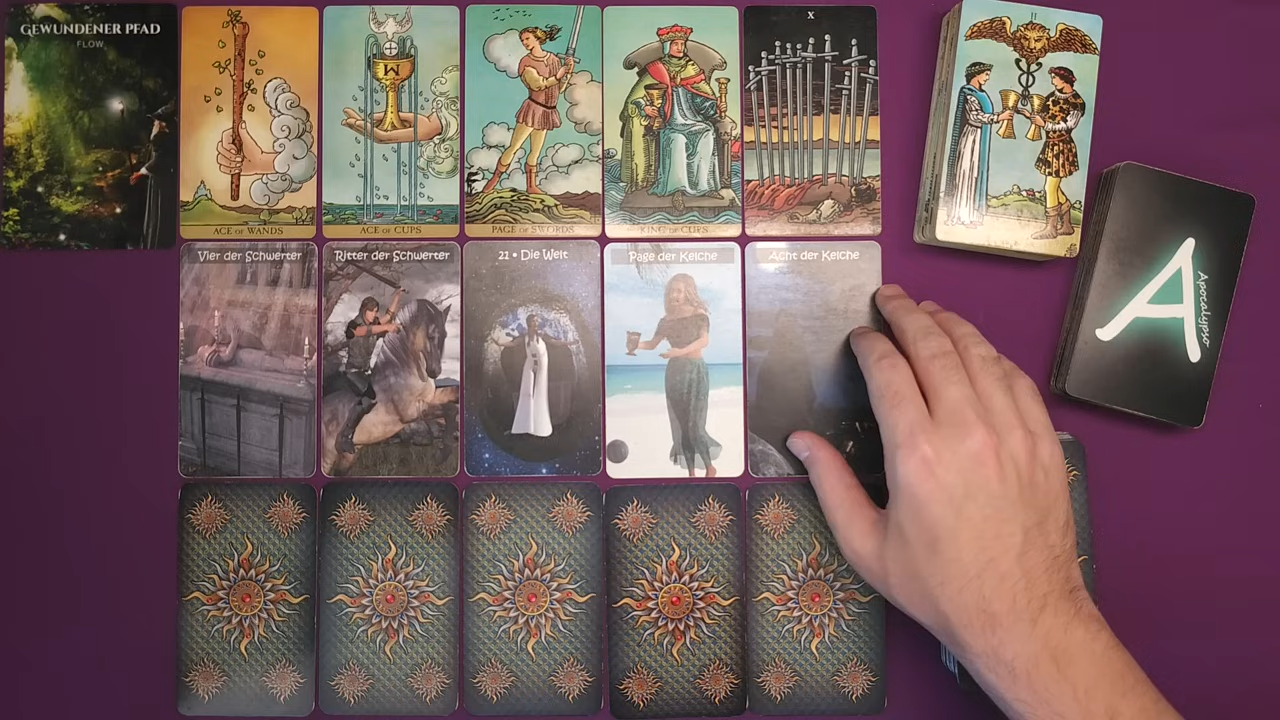 GEWUNDENER PFAD
FLOW
ACE OF WANDS
ACE OF CUPS
PAGE OF SWORDS
KING OF CUPS
X
II
Vier der Schwerter
Ritter der Schwerter
21 • Die Welt
Page der Kelche
Acht der Kelche
A
Apocalypso